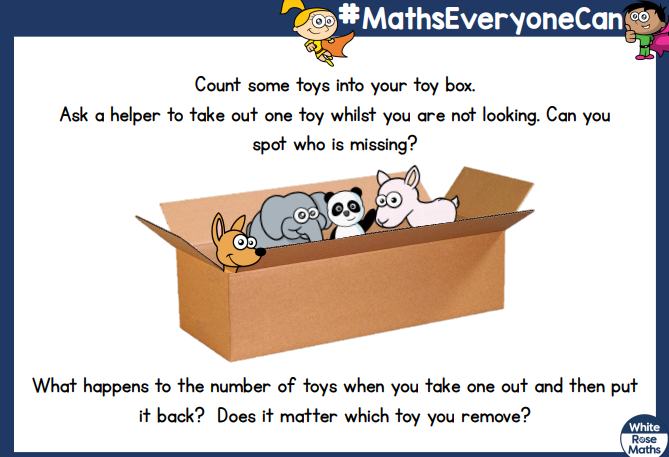 #MathsEveryoneCan
Count some toys into your toy box.
Ask a helper to take out one toy whilst you are not looking. Can you
spot who is missing?
What happens to the number of toys when you take one out and then put
it back?  Does it matter which toy you remove?
White
Rose
Maths